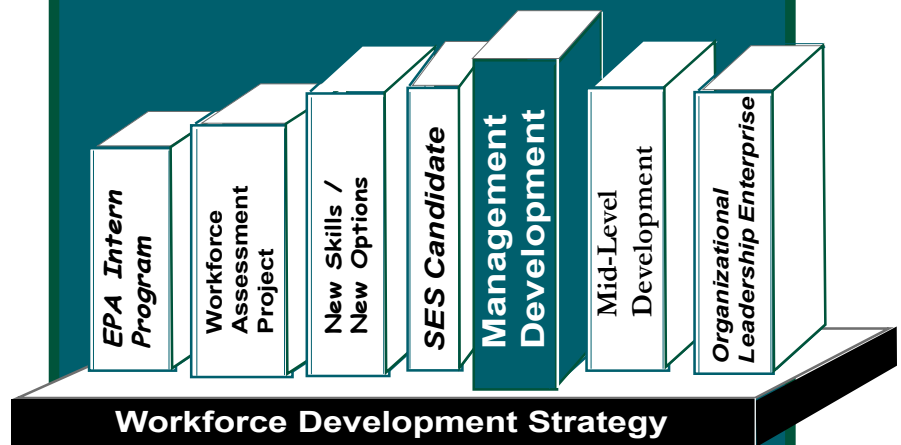 EPA Intern
Program
Workforce
Assessment
Project
New Skills /
New Options
SES Candidate
Management
Development
Mid-Level
Development
Organizational
Leadership Enterprise
Workforce Development Strategy